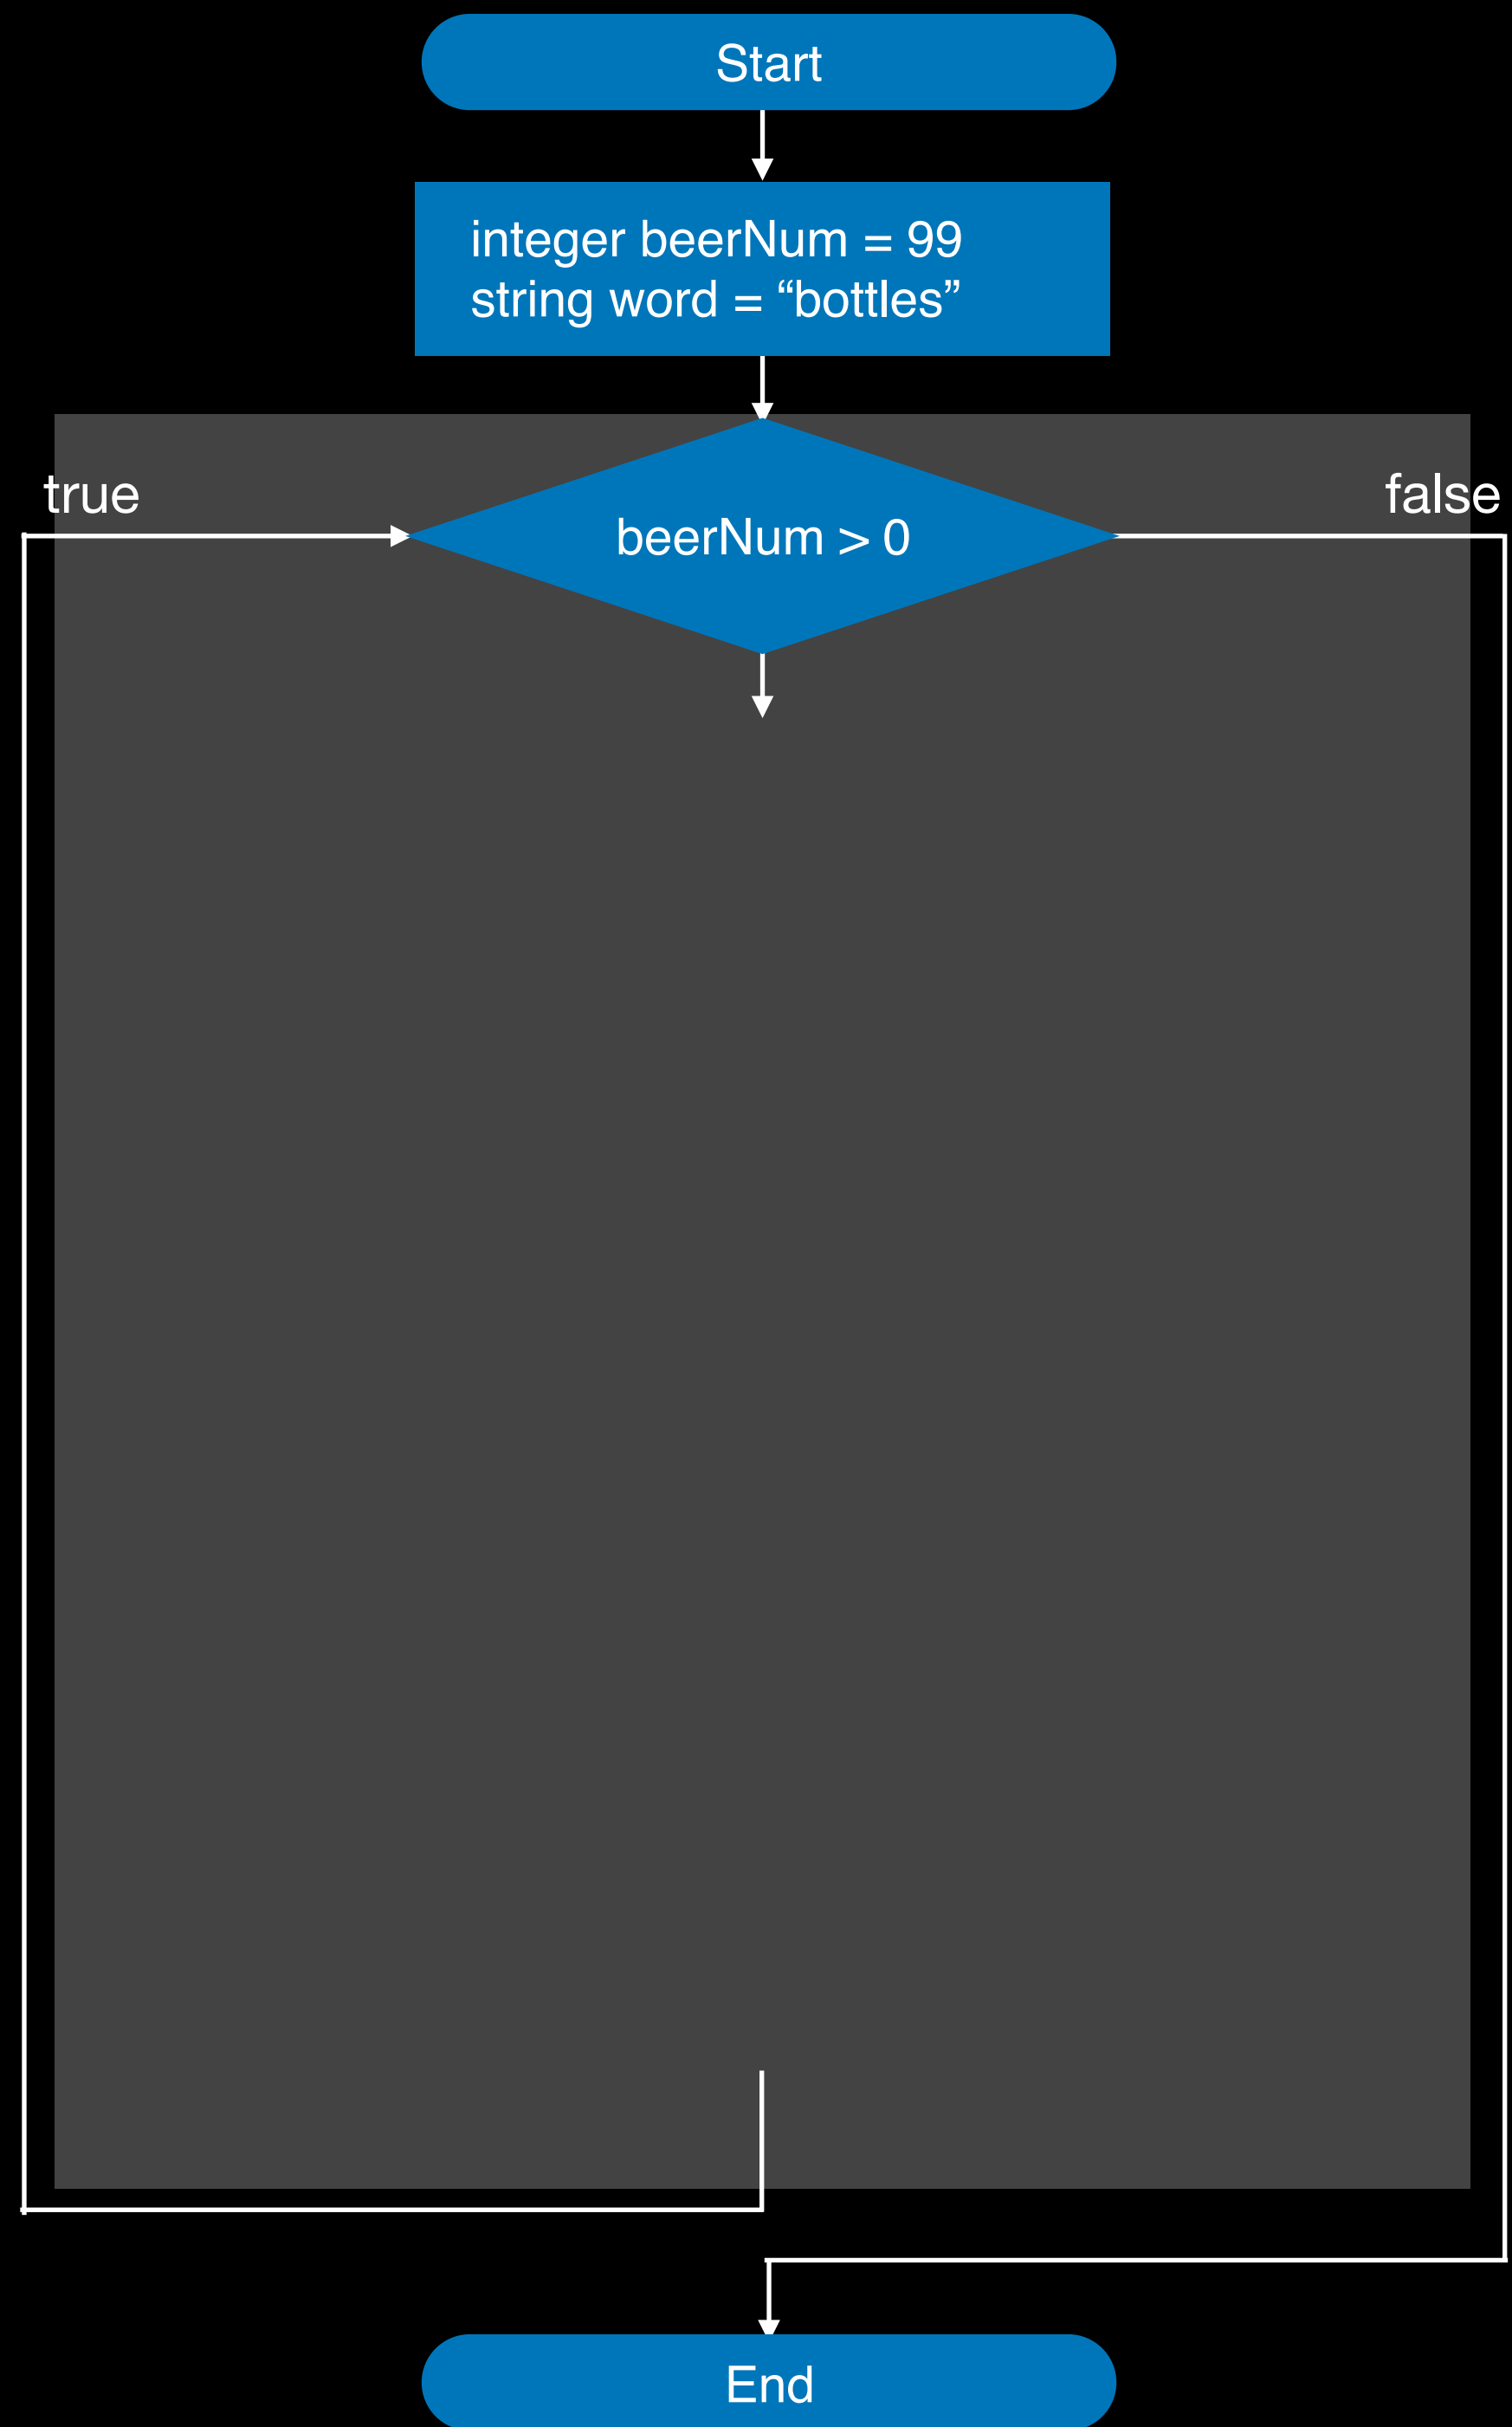 Start
integer beerNum = 99
string word = “bottles”
true
false
beerNum > 0
End